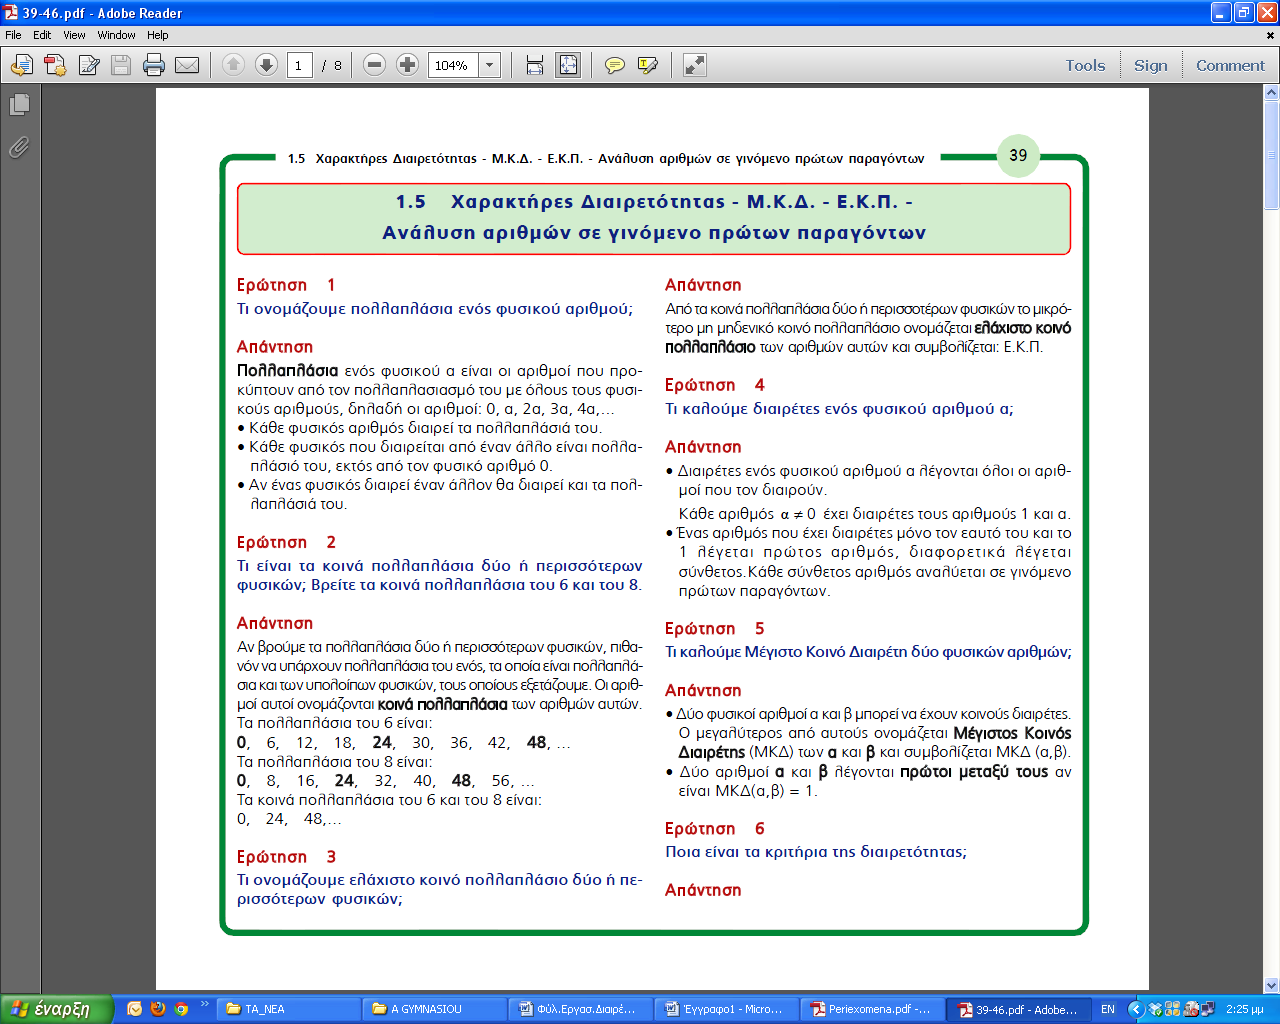 39-46.pdf - Adobe Reader
File Edit View Window Help
1 / 8 104% Tools Sign Comment
1.5 Χαρακτήρες Διαιρετότητας - Μ.Κ.Δ. - Ε.Κ.Π. - Ανάλυση αριθμών σε γινόμενο πρώτων παραγόντων 39
1.5 Χαρακτήρες Διαιρετότητας - Μ.Κ.Δ. - Ε.Κ.Π. -
Ανάλυση αριθμών σε γινόμενο πρώτων παραγόντων
Ερώτηση 1
Τι ονομάζουμε πολλαπλάσια ενός φυσικού αριθμού;
Απάντηση
Πολλαπλάσια ενός φυσικού α είναι οι αριθμοί που προ-
κύπτουν από τον πολλαπλασιασμό του με όλους τους φυσι-
κούς αριθμούς, δηλαδή οι αριθμοί: 0, α, 2α, 3α, 4α,...
• Κάθε φυσικός αριθμός διαιρεί τα πολλαπλάσιά του.
• Κάθε φυσικός που διαιρείται από έναν άλλο είναι πολλα-
πλάσιό του, εκτός από τον φυσικό αριθμό 0.
• Αν ένας φυσικός διαιρεί έναν άλλον θα διαιρεί και τα πολ-
λαπλάσιά του.
Ερώτηση 2
Τι είναι τα κοινά πολλαπλάσια δύο ή περισσότερων
φυσικών; Βρείτε τα κοινά πολλαπλάσια του 6 και του 8.
Απάντηση
Αν βρούμε τα πολλαπλάσια δύο ή περισσότερων φυσικών, πιθα-
νόν να υπάρχουν πολλαπλάσια του ενός, τα οποία είναι πολλαπλά-
σια και των υπολοίπων φυσικών, τους οποίους εξετάζουμε. Οι αριθ-
μοί αυτοί ονομάζονται κοινά πολλαπλάσια των αριθμών αυτών.
Τα πολλαπλάσια του 6 είναι:
0, 6, 12, 18, 24, 30, 36, 42, 48, ...
Τα πολλαπλάσια του 8 είναι:
0, 8, 16, 24, 32, 40, 48, 56, ...
Τα κοινά πολλαπλάσια του 6 και του 8 είναι:
0, 24, 48,...
Ερώτηση 3
Τι ονομάζουμε ελάχιστο κοινό πολλαπλάσιο δύο ή πε-
ρισσότερων φυσικών;
Απάντηση
Από τα κοινά πολλαπλάσια δύο ή περισσοτέρων φυσικών το μικρό-
τερο μη μηδενικό κοινό πολλαπλάσιο ονομάζεται ελάχιστο κοινό
πολλαπλάσιο των αριθμών αυτών και συμβολίζεται: Ε.Κ.Π.
Ερώτηση 4
Τι καλούμε διαιρέτες ενός φυσικού αριθμού α;
Απάντηση
• Διαιρέτες ενός φυσικού αριθμού α λέγονται όλοι οι αριθ-
μοί που τον διαιρούν.
Κάθε αριθμός α ≠ 0 έχει διαιρέτες τους αριθμούς 1 και α.
• Ένας αριθμός που έχει διαιρέτες μόνο τον εαυτό του και το
1 λέγεται πρώτος αριθμός, διαφορετικά λέγεται
σύνθετος. Κάθε σύνθετος αριθμός αναλύεται σε γινόμενο
πρώτων παραγόντων.
Ερώτηση 5
Τι καλούμε Μέγιστο Κοινό Διαιρέτη δύο φυσικών αριθμών;
Απάντηση
• Δύο φυσικοί αριθμοί α και β μπορεί να έχουν κοινούς διαιρέτες.
Ο μεγαλύτερος από αυτούς ονομάζεται Μέγιστος Κοινός
Διαιρέτης (ΜΚΔ) των α και β και συμβολίζεται ΜΚΔ (α,β).
• Δύο αριθμοί α και β λέγονται πρώτοι μεταξύ τους αν
είναι ΜΚΔ(α,β) = 1.
Ερώτηση 6
Ποια είναι τα κριτήρια της διαιρετότητας;
Απάντηση
έναρξη TA_NEA A GYMNASIOU Φύλ.Εργασ.Διαιρέ... Έγγραφο1 - Micro... Periexomena.pdf -... 39-46.pdf - Adobe... EN 2:25 μμ